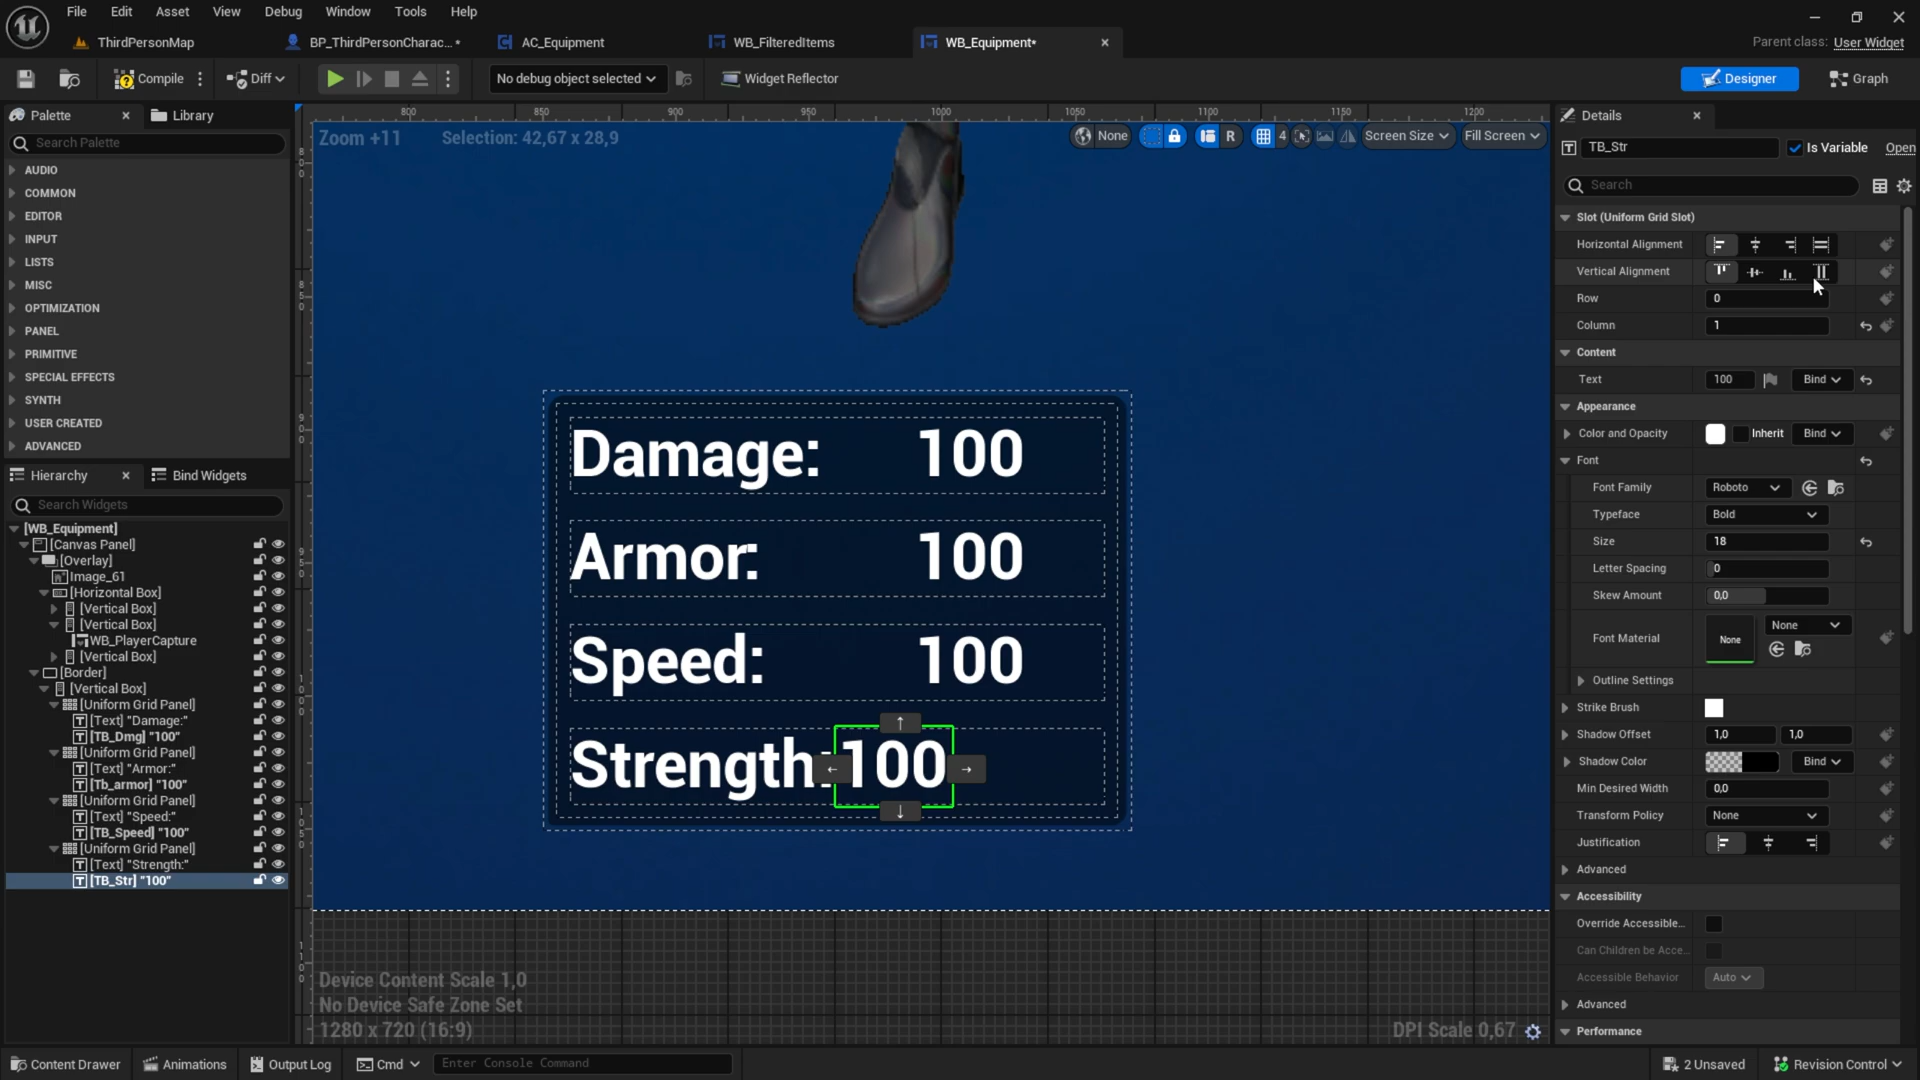 File Edit Asset View Debug Window Tools Help
ThirdPersonMap BP_ThirdPersonCharac...* AC_Equipment WB_FilteredItems WB_Equipment* Parent class: User Widget
Compile Diff No debug object selected Widget Reflector Designer Graph
Palette Library
Search Palette
AUDIO
COMMON
EDITOR
INPUT
LISTS
MISC
OPTIMIZATION
PANEL
PRIMITIVE
SPECIAL EFFECTS
SYNTH
USER CREATED
ADVANCED
Hierarchy Bind Widgets
Search Widgets
[WB_Equipment]
[Canvas Panel]
[Overlay]
Image_61
[Horizontal Box]
[Vertical Box]
[Vertical Box]
WB_PlayerCapture
[Vertical Box]
[Border]
[Vertical Box]
[Uniform Grid Panel]
[Text] "Damage:"
[TB_Dmg] "100"
[Uniform Grid Panel]
[Text] "Armor:"
[Tb_armor] "100"
[Uniform Grid Panel]
[Text] "Speed:"
[TB_Speed] "100"
[Uniform Grid Panel]
[Text] "Strength:"
[TB_Str] "100"
800 850 900 950 1000 1050 1100 1150 1200
Zoom +11 Selection: 42,67 x 28,9 None R 4 Screen Size Fill Screen
Damage: 100
Armor: 100
Speed: 100
Strength: 100
Device Content Scale 1,0
No Device Safe Zone Set
1280 x 720 (16:9) DPI Scale 0,67
Details
TB_Str Is Variable Open
Search
Slot (Uniform Grid Slot)
Horizontal Alignment
Vertical Alignment
Row 0
Column 1
Content
Text 100 Bind
Appearance
Color and Opacity Inherit Bind
Font
Font Family Roboto
Typeface Bold
Size 18
Letter Spacing 0
Skew Amount 0,0
Font Material None None
Outline Settings
Strike Brush
Shadow Offset 1,0 1,0
Shadow Color Bind
Min Desired Width 0,0
Transform Policy None
Justification
Advanced
Accessibility
Override Accessible...
Can Children be Acce...
Accessible Behavior Auto
Advanced
Performance
Content Drawer Animations Output Log Cmd Enter Console Command 2 Unsaved Revision Control